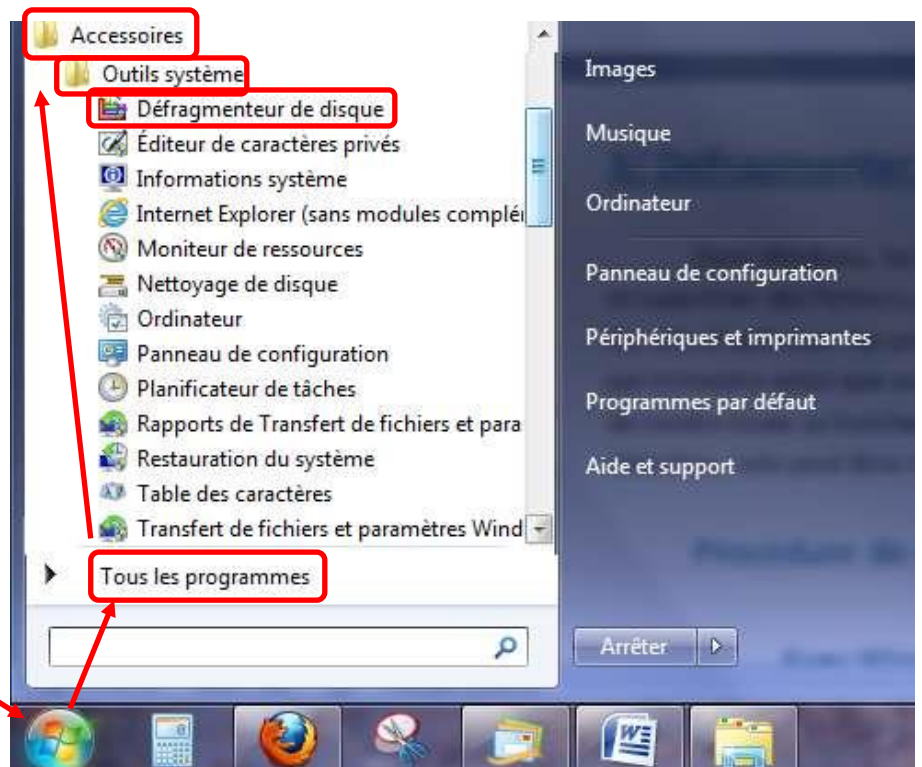 Accessoires
Outils système
Défragmenteur de disque
Éditeur de caractères privés
Informations système
Internet Explorer (sans modules complé
Moniteur de ressources
Nettoyage de disque
Ordinateur
Panneau de configuration
Planificateur de tâches
Rapports de Transfert de fichiers et para
Restauration du système
Table des caractères
Transfert de fichiers et paramètres Wind
Tous les programmes
Images
Musique
Ordinateur
Panneau de configuration
Périphériques et imprimantes
Programmes par défaut
Aide et support
Arrêter